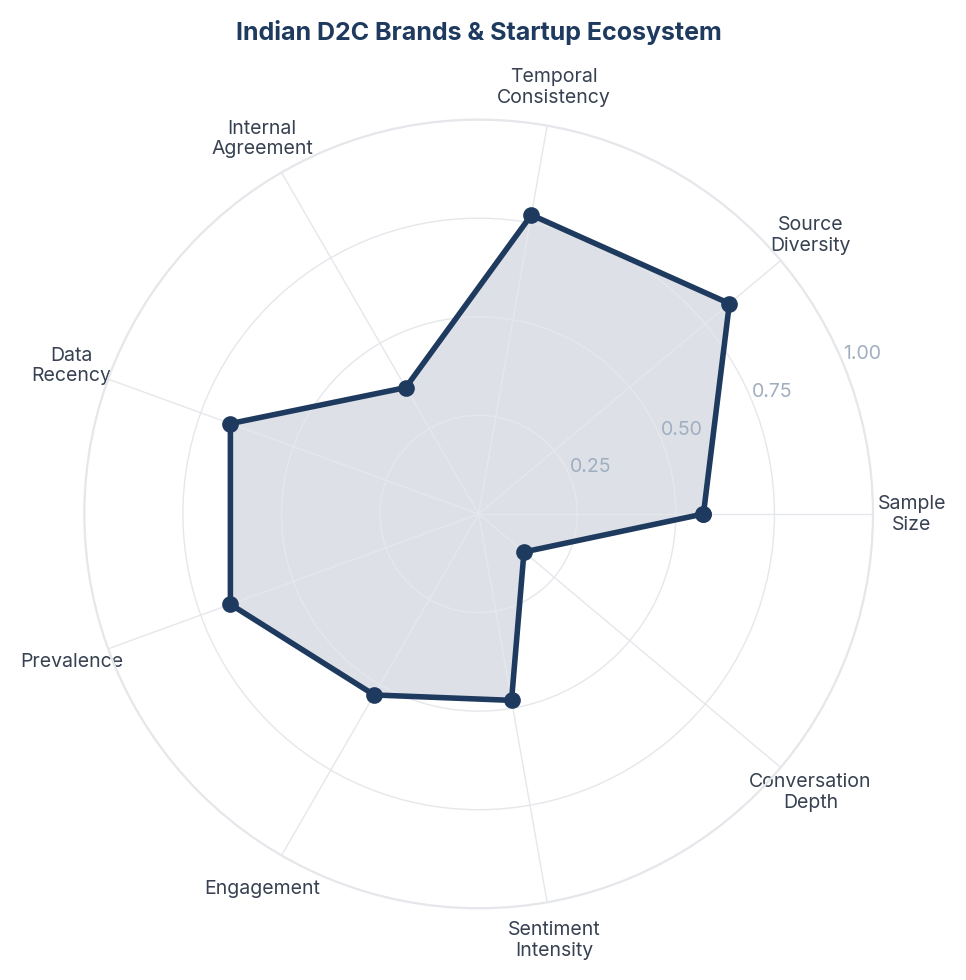 Indian D2C Brands & Startup Ecosystem
Temporal
Consistency
Internal
Agreement
Source
Diversity
Data
Recency
1.00
0.75
0.50
0.25
Sample
Size
Prevalence
Conversation
Depth
Engagement
Sentiment
Intensity